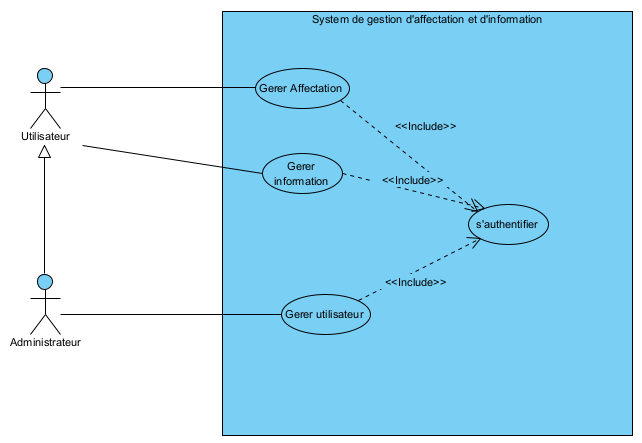 System de gestion d'affectation et d'information
Gerer Affectation
<<Include>>
Utilisateur
Gerer
information
<<Include>>
s'authentifier
<<Include>>
Gerer utilisateur
Administrateur